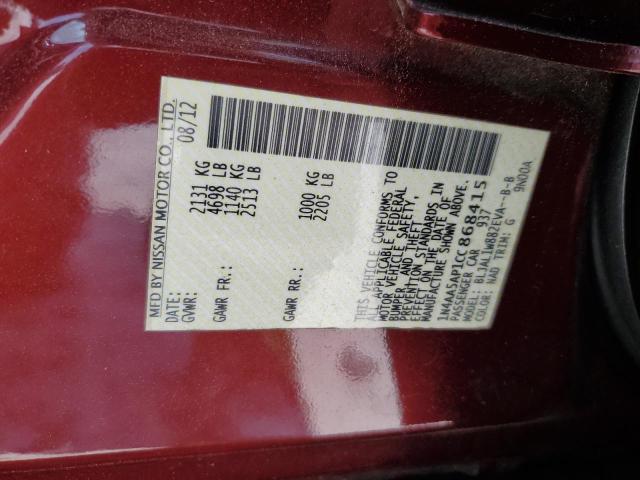 MFD BY NISSAN MOTOR CO., LTD.
DATE: 08/12
GVWR: 2131 KG
4698 LB
GAWR FR.: 1140 KG
2513 LB
GAWR RR.: 1000 KG
2205 LB
THIS VEHICLE CONFORMS TO
ALL APPLICABLE FEDERAL
MOTOR VEHICLE SAFETY,
BUMPER AND THEFT
PREVENTION STANDARDS IN
EFFECT ON THE DATE OF
MANUFACTURE SHOWN ABOVE.
1N4AA5AP1CC868415
PASSENGER CAR 937
MODEL: BLJALLW882EVA--B-B
COLOR: NAD TRIM: G 9N00A